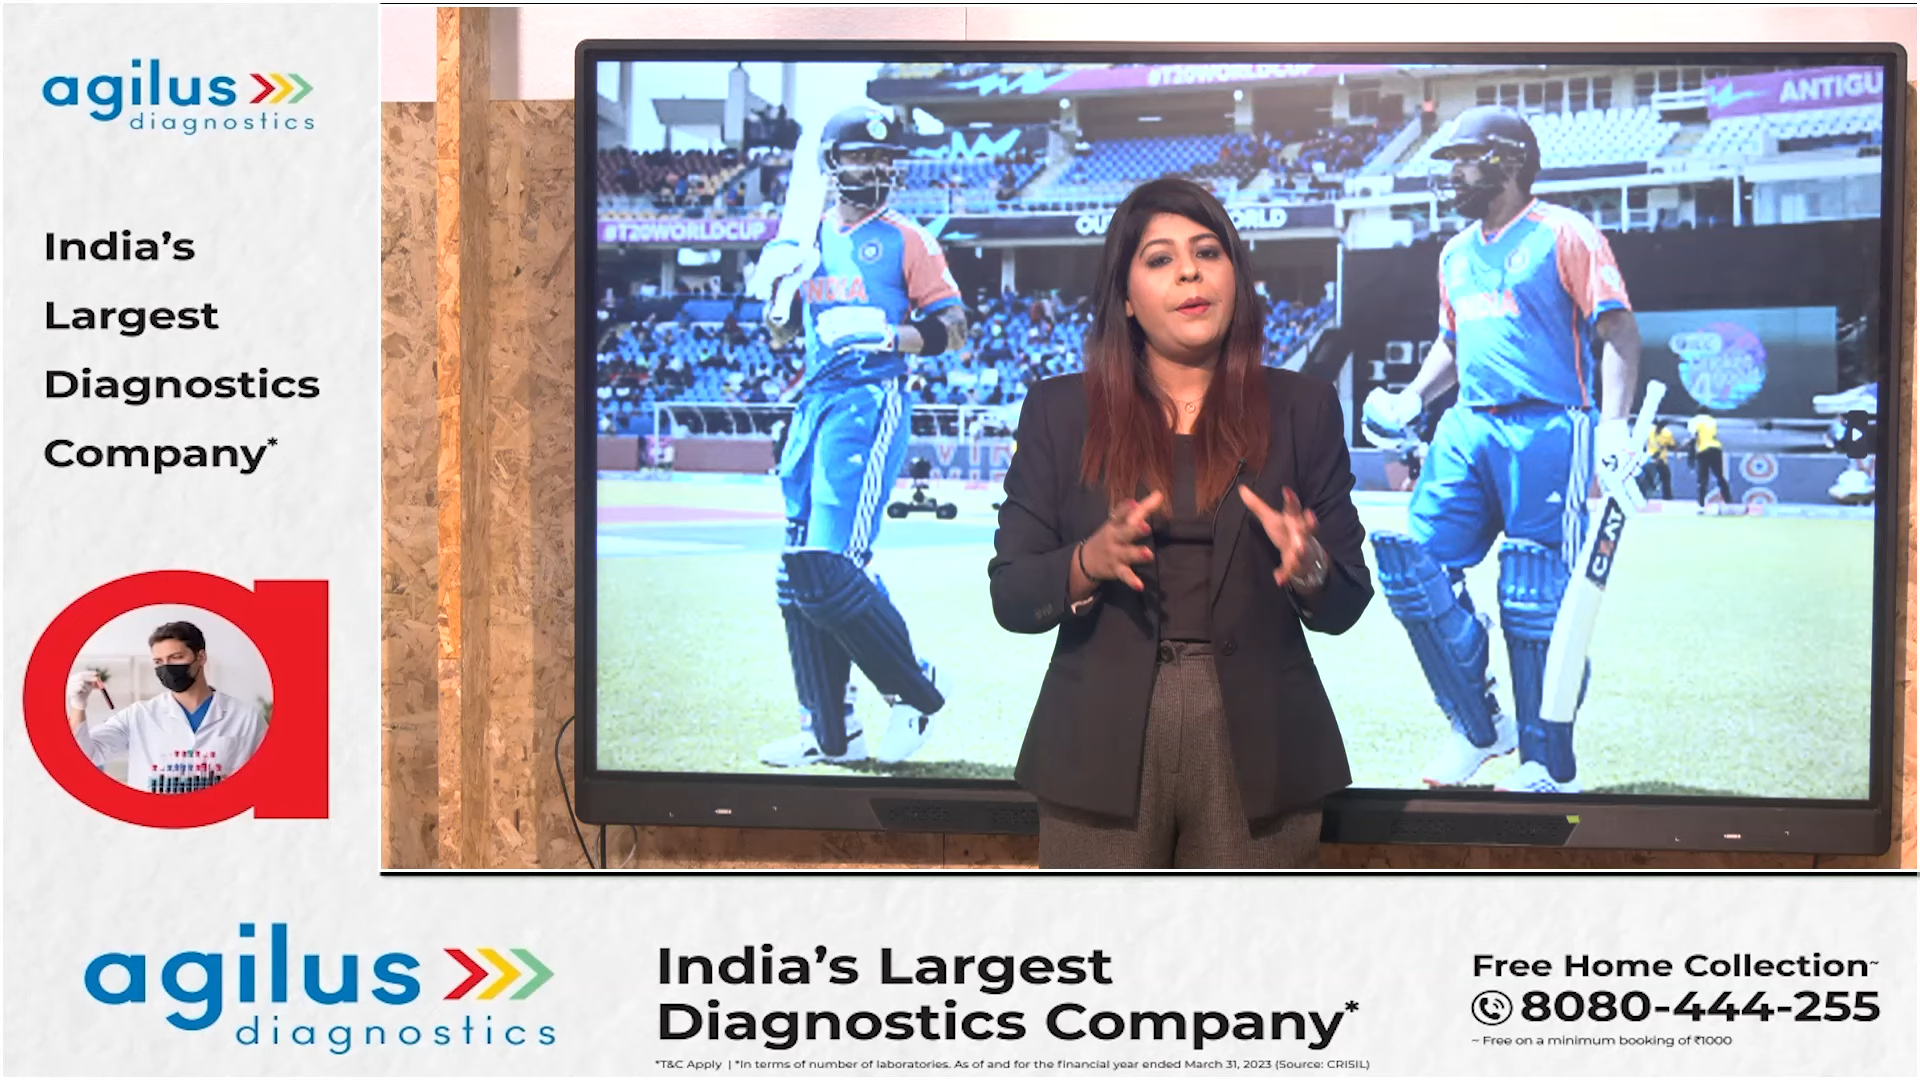 agilus
diagnostics
India's
Largest
Diagnostics
Company*
#T20WORLDCUP
ANTIGU
#T20WORLDCUP
INDIA
INDIA
CEAT
agilus
diagnostics
India's Largest
Diagnostics Company*
*T&C Apply | *In terms of number of laboratories. As of and for the financial year ended March 31, 2023 (Source: CRISIL)
Free Home Collection~
8080-444-255
~ Free on a minimum booking of ₹1000